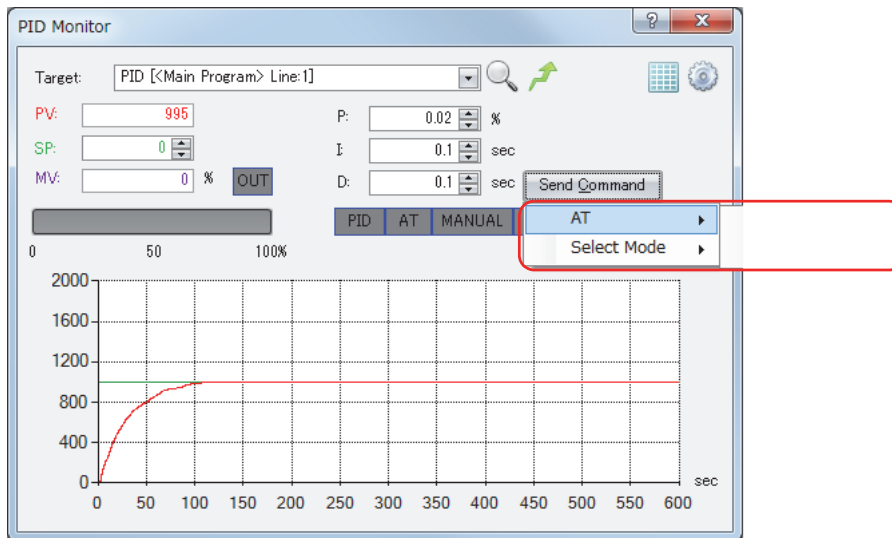 PID Monitor
Target: PID [<Main Program> Line:1]
PV: 995 P: 0.02 %
SP: 0 I: 0.1 sec
MV: 0 % OUT D: 0.1 sec Send Command
PID AT MANUAL AT
0 50 100% Select Mode
2000
1600
1200
800
400
0 sec
0 50 100 150 200 250 300 350 400 450 500 550 600